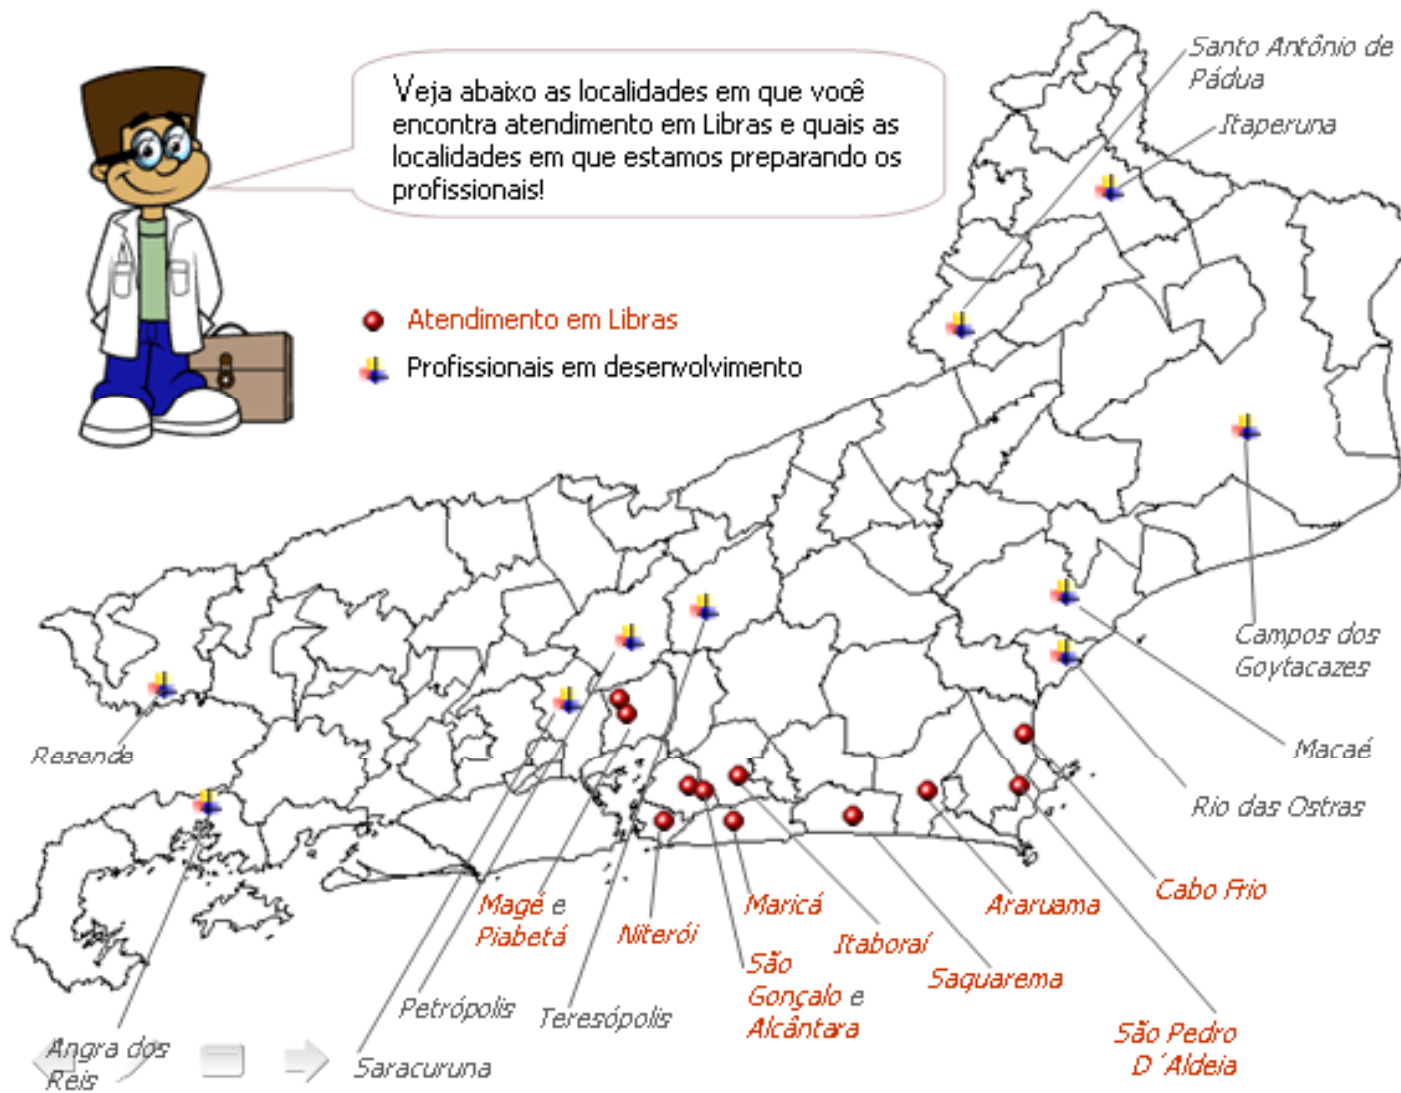 Veja abaixo as localidades em que você
encontra atendimento em Libras e quais as
localidades em que estamos preparando os
profissionais!
Atendimento em Libras
Profissionais em desenvolvimento
Santo Antônio de
Pádua
Itaperuna
Campos dos
Goytacazes
Macaé
Rio das Ostras
Resende
Cabo Frio
Araruama
Maricá
Magé e
Piabetá
Niterói
Itaboraí
Saquarema
São
Gonçalo e
Alcântara
Petrópolis
Teresópolis
São Pedro
D´Aldeia
Angra dos
Reis
Saracuruna